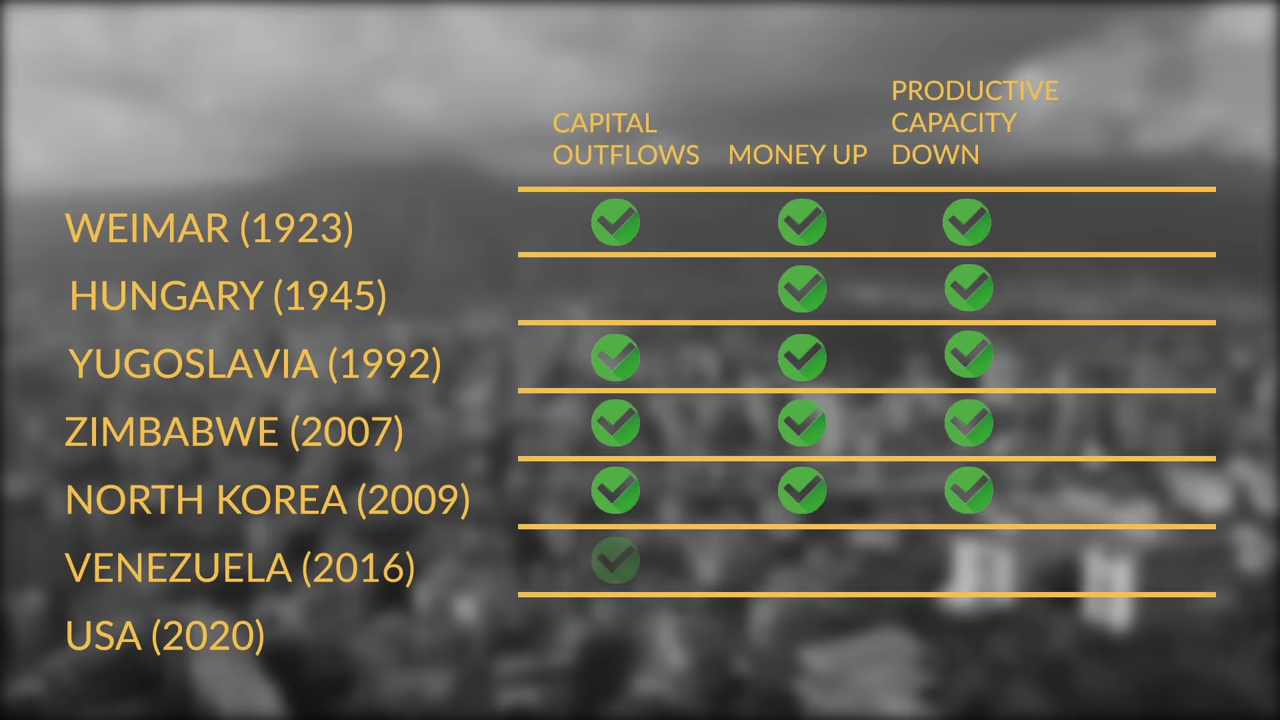 CAPITAL
OUTFLOWS
MONEY UP
PRODUCTIVE
CAPACITY
DOWN
WEIMAR (1923)
HUNGARY (1945)
YUGOSLAVIA (1992)
ZIMBABWE (2007)
NORTH KOREA (2009)
VENEZUELA (2016)
USA (2020)